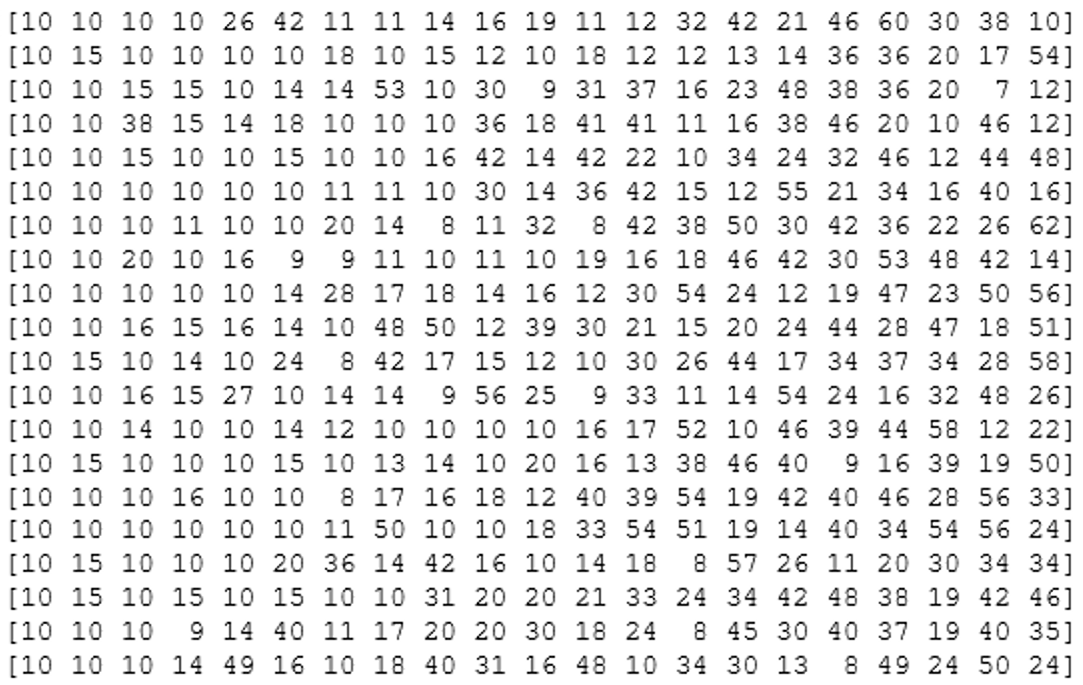 [10 10 10 10 26 42 11 11 14 16 19 11 12 32 42 21 46 60 30 38 10]
[10 15 10 10 10 10 18 10 15 12 10 18 12 12 13 14 36 36 20 17 54]
[10 10 15 15 10 14 14 53 10 30  9 31 37 16 23 48 38 36 20  7 12]
[10 10 38 15 14 18 10 10 10 36 18 41 41 11 16 38 46 20 10 46 12]
[10 10 15 10 10 15 10 10 16 42 14 42 22 10 34 24 32 46 12 44 48]
[10 10 10 10 10 10 11 11 10 30 14 36 42 15 12 55 21 34 16 40 16]
[10 10 10 11 10 10 20 14  8 11 32  8 42 38 50 30 42 36 22 26 62]
[10 10 20 10 16  9  9 11 10 11 10 19 16 18 46 42 30 53 48 42 14]
[10 10 10 10 10 14 28 17 18 14 16 12 30 54 24 12 19 47 23 50 56]
[10 10 16 15 16 14 10 48 50 12 39 30 21 15 20 24 44 28 47 18 51]
[10 15 10 14 10 24  8 42 17 15 12 10 30 26 44 17 34 37 34 28 58]
[10 10 16 15 27 10 14 14  9 56 25  9 33 11 14 54 24 16 32 48 26]
[10 10 14 10 10 14 12 10 10 10 10 16 17 52 10 46 39 44 58 12 22]
[10 15 10 10 10 15 10 13 14 10 20 16 13 38 46 40  9 16 39 19 50]
[10 10 10 16 10 10  8 17 16 18 12 40 39 54 19 42 40 46 28 56 33]
[10 10 10 10 10 10 11 50 10 10 18 33 54 51 19 14 40 34 54 56 24]
[10 15 10 10 10 20 36 14 42 16 10 14 18  8 57 26 11 20 30 34 34]
[10 15 10 15 10 15 10 10 31 20 20 21 33 24 34 42 48 38 19 42 46]
[10 10 10  9 14 40 11 17 20 20 30 18 24  8 45 30 40 37 19 40 35]
[10 10 10 14 49 16 10 18 40 31 16 48 10 34 30 13  8 49 24 50 24]